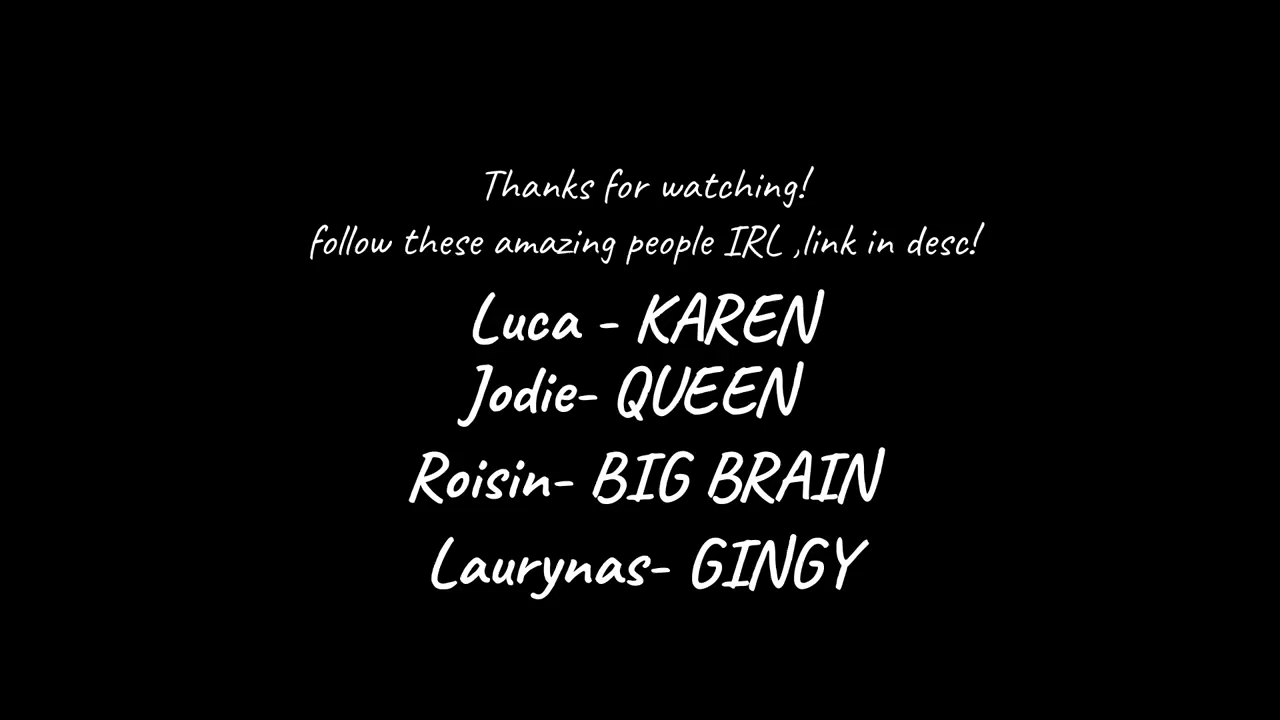 Thanks for watching!
follow these amazing people IRL ,link in desc!
Luca - KAREN
Jodie- QUEEN
Roisin- BIG BRAIN
Laurynas- GINGY